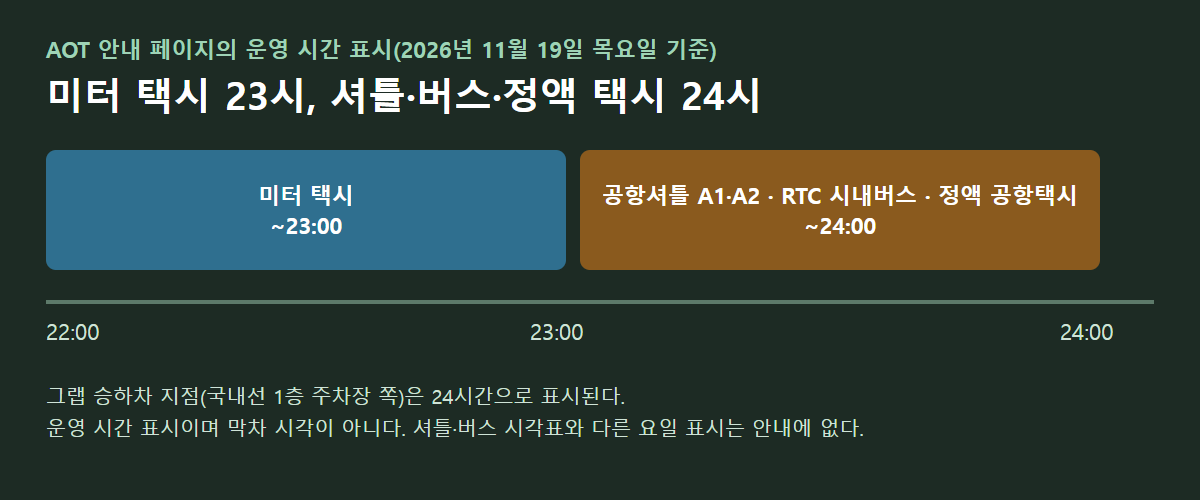 AOT 안내 페이지의 운영 시간 표시(2026년 11월 19일 목요일 기준)
미터 택시 23시, 셔틀·버스·정액 택시 24시
미터 택시
~23:00
공항셔틀 A1·A2 · RTC 시내버스 · 정액 공항택시
~24:00
22:00
23:00
24:00
그랩 승하차 지점(국내선 1층 주차장 쪽)은 24시간으로 표시된다.
운영 시간 표시이며 막차 시각이 아니다. 셔틀·버스 시각표와 다른 요일 표시는 안내에 없다.